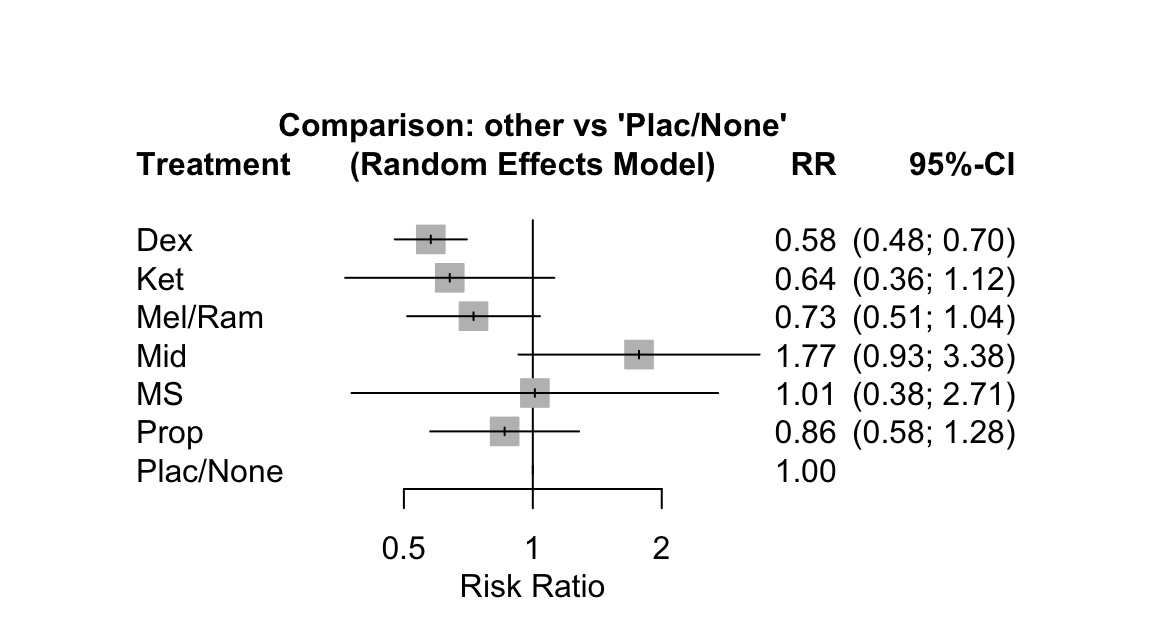 Comparison: other vs 'Plac/None'
Treatment (Random Effects Model) RR 95%-CI
Dex 0.58 (0.48; 0.70)
Ket 0.64 (0.36; 1.12)
Mel/Ram 0.73 (0.51; 1.04)
Mid 1.77 (0.93; 3.38)
MS 1.01 (0.38; 2.71)
Prop 0.86 (0.58; 1.28)
Plac/None 1.00
0.5 1 2
Risk Ratio